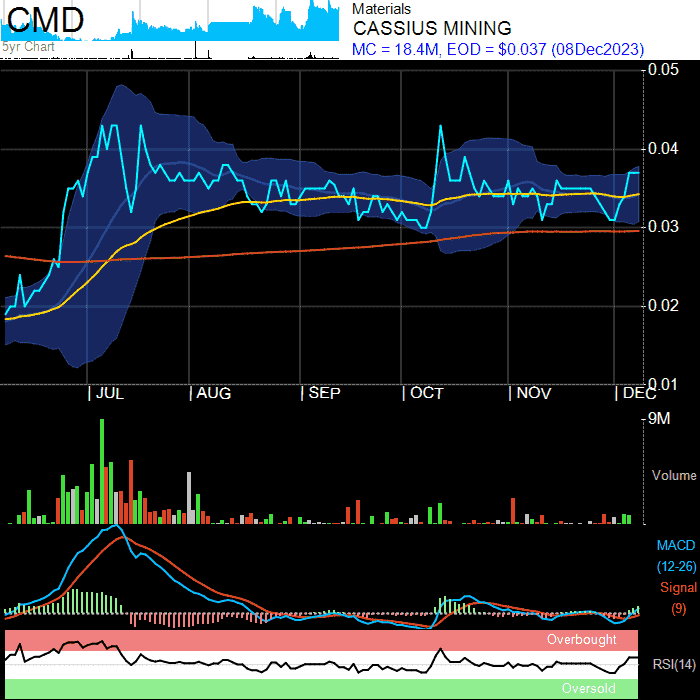 CMD
5yr Chart
Materials
CASSIUS MINING
MC = 18.4M, EOD = $0.037 (08Dec2023)
0.05
0.04
0.03
0.02
0.01
JUL AUG SEP OCT NOV DEC
9M
Volume
MACD
(12-26)
Signal
(9)
Overbought
RSI(14)
Oversold